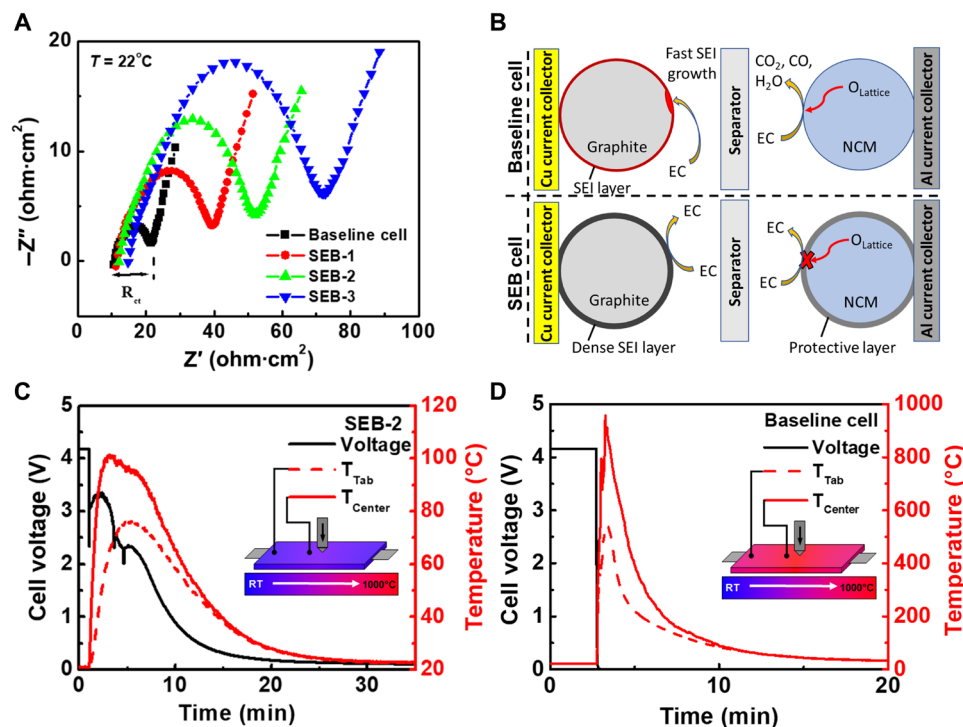 A
T = 22°C
−Z″ (ohm·cm²)
20
10
0
0
20
40
60
80
100
R_ct
Baseline cell
SEB-1
SEB-2
SEB-3
Z′ (ohm·cm²)
B
Baseline cell
SEB cell
Cu current collector
Graphite
SEI layer
Fast SEI
growth
EC
Separator
CO₂, CO,
H₂O
O_Lattice
EC
NCM
Al current collector
Cu current collector
Graphite
Dense SEI layer
EC
EC
Separator
EC
EC
O_Lattice
NCM
Protective layer
Al current collector
C
Cell voltage (V)
5
4
3
2
1
0
SEB-2
Voltage
T_Tab
T_Center
RT
1000°C
120
100
80
60
40
20
Temperature (°C)
0
10
20
30
Time (min)
D
Cell voltage (V)
5
4
3
2
1
0
Baseline cell
Voltage
T_Tab
T_Center
RT
1000°C
1000
800
600
400
200
0
Temperature (°C)
0
10
20
Time (min)